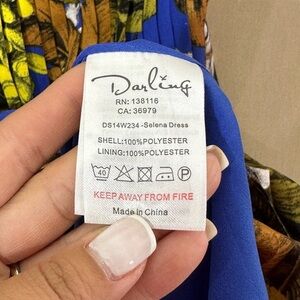 Darling
RN: 138116
CA: 36979
DS14W234-Selena Dress
SHELL:100%POLYESTER
LINING:100%POLYESTER
40 P
KEEP AWAY FROM FIRE
Made in China